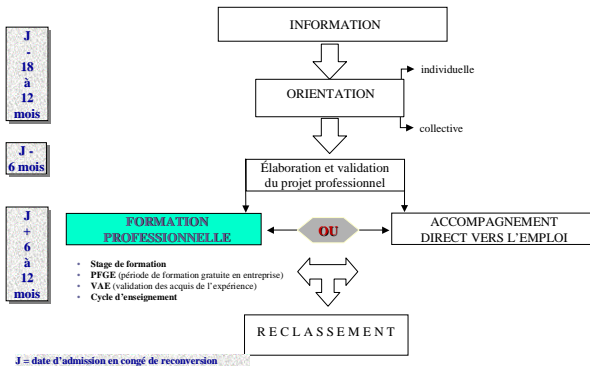 J
-
18
à
12
mois
INFORMATION
ORIENTATION
individuelle
collective
J -
6 mois
Élaboration et validation
du projet professionnel
J
+
6
à
12
mois
FORMATION
PROFESSIONNELLE
OU
ACCOMPAGNEMENT
DIRECT VERS L'EMPLOI
• Stage de formation
• PFGE (période de formation gratuite en entreprise)
• VAE (validation des acquis de l'expérience)
• Cycle d'enseignement
RECLASSEMENT
J = date d'admission en congé de reconversion